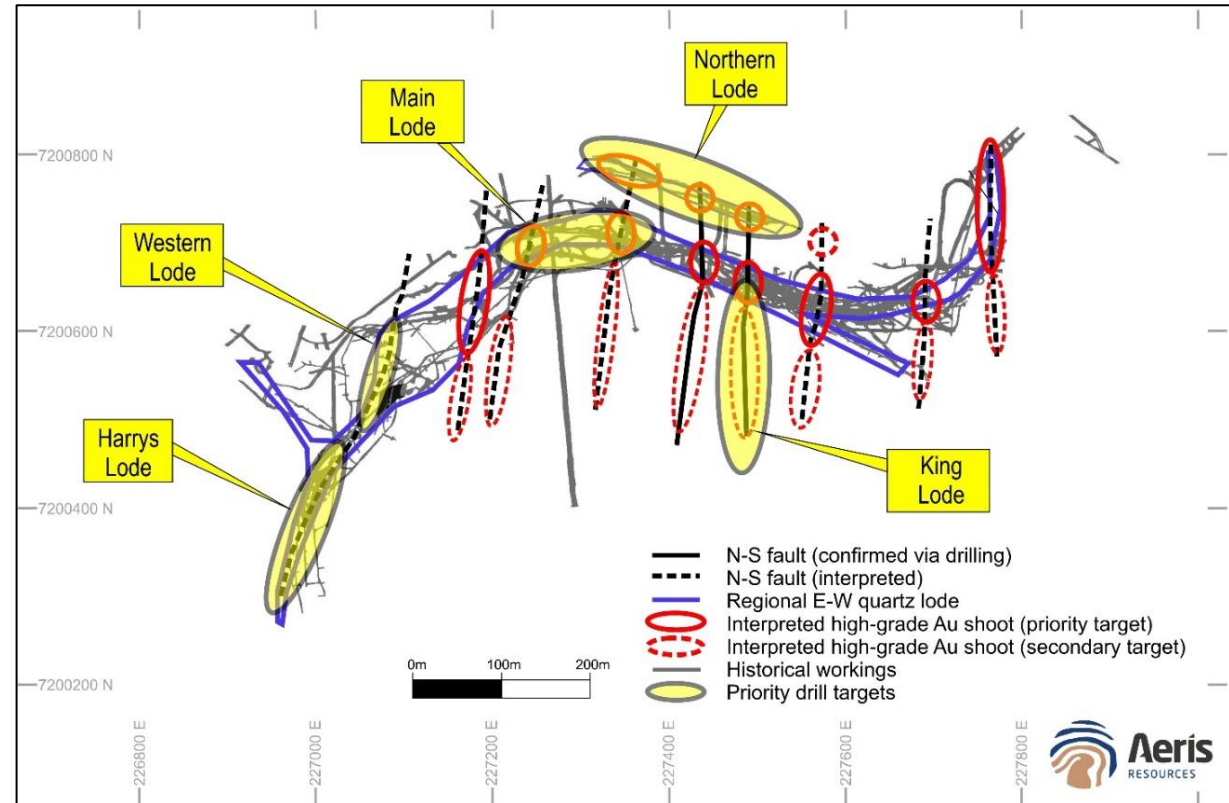 Northern
Lode
Main
Lode
7200800 N
Western
Lode
7200600 N
Harrys
Lode
King
Lode
7200400 N
N-S fault (confirmed via drilling)
N-S fault (interpreted)
Regional E-W quartz lode
Interpreted high-grade Au shoot (priority target)
Interpreted high-grade Au shoot (secondary target)
Historical workings
Priority drill targets
0m 100m 200m
7200200 N
226800 E
227000 E
227200 E
227400 E
227600 E
227800 E
Aeris
RESOURCES